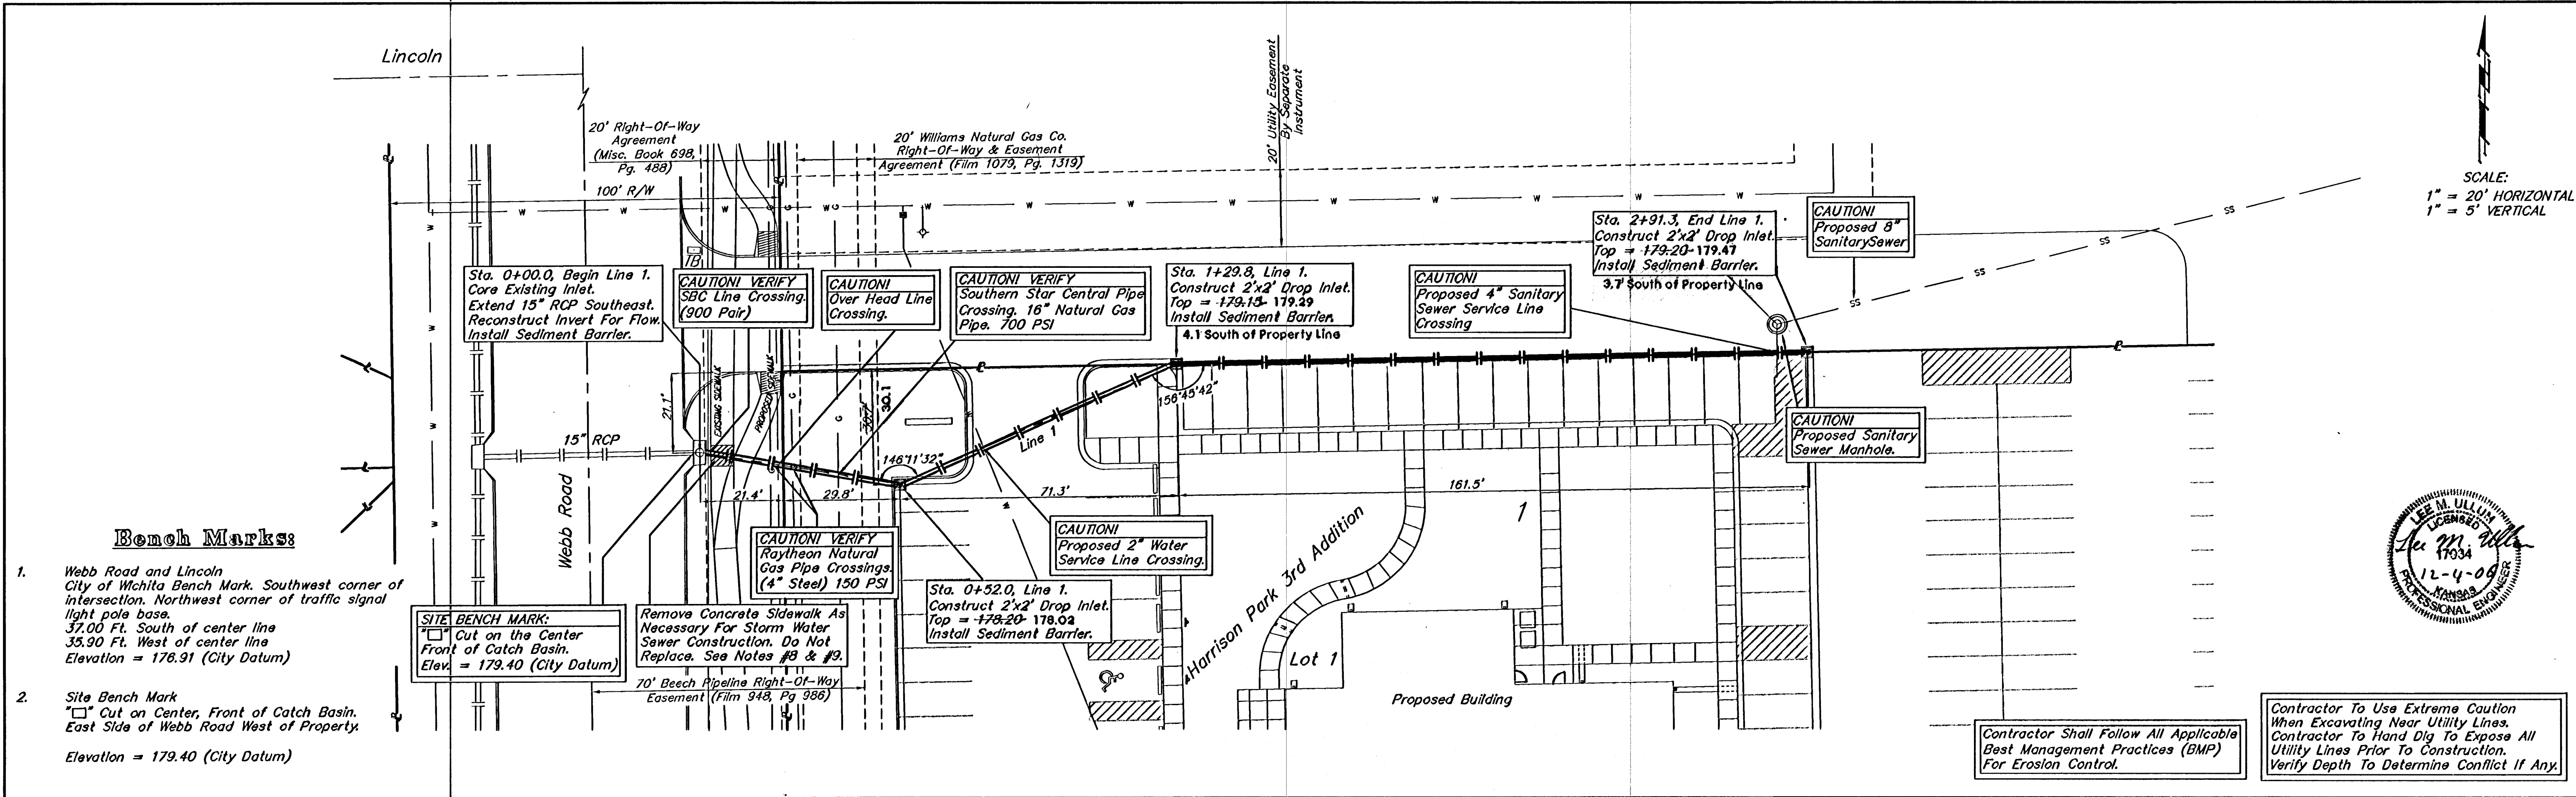 Lincoln
20' Right-Of-Way
Agreement
(Misc. Book 698,
Pg. 488)
20' Williams Natural Gas Co.
Right-Of-Way & Easement
Agreement (Film 1079, Pg. 1319)
20' Utility Easement
By Separate
Instrument
100' R/W
SCALE:
1" = 20' HORIZONTAL
1" = 5' VERTICAL
Sta. 0+00.0, Begin Line 1.
Core Existing Inlet.
Extend 15" RCP Southeast.
Reconstruct Invert For Flow.
Install Sediment Barrier.
TB
CAUTION! VERIFY
SBC Line Crossing.
(900 Pair)
CAUTION!
Over Head Line
Crossing.
CAUTION! VERIFY
Southern Star Central Pipe
Crossing. 16" Natural Gas
Pipe. 700 PSI
Sta. 1+29.8, Line 1.
Construct 2'x2' Drop Inlet.
Top = 179.15 179.29
Install Sediment Barrier.
4.1 South of Property Line
CAUTION!
Proposed 4" Sanitary
Sewer Service Line
Crossing
Sta. 2+91.3, End Line 1.
Construct 2'x2' Drop Inlet.
Top = 179.20 179.47
Install Sediment Barrier.
3.7' South of Property Line
CAUTION!
Proposed 8"
SanitarySewer
W W W W W W W W W W W W
G G
SS SS SS SS
21.1'
EXISTING SIDEWALK
PROPOSED SIDEWALK
30.1
15" RCP
Webb Road
146°11'32"
156°45'42"
Line 1
21.4'
29.8'
71.3'
161.5'
CAUTION!
Proposed Sanitary
Sewer Manhole.
CAUTION! VERIFY
Raytheon Natural
Gas Pipe Crossings.
(4" Steel) 150 PSI
CAUTION!
Proposed 2" Water
Service Line Crossing.
Sta. 0+52.0, Line 1.
Construct 2'x2' Drop Inlet.
Top = 178.20 178.02
Install Sediment Barrier.
SITE BENCH MARK:
"□" Cut on the Center
Front of Catch Basin.
Elev. = 179.40 (City Datum)
Remove Concrete Sidewalk As
Necessary For Storm Water
Sewer Construction. Do Not
Replace. See Notes #8 & #9.
70' Beech Pipeline Right-Of-Way
Easement (Film 948, Pg 986)
Harrison Park 3rd Addition
1
Lot 1
Proposed Building
Bench Marks:
1. Webb Road and Lincoln
City of Wichita Bench Mark. Southwest corner of
intersection. Northwest corner of traffic signal
light pole base.
37.00 Ft. South of center line
35.90 Ft. West of center line
Elevation = 176.91 (City Datum)
2. Site Bench Mark
"□" Cut on Center, Front of Catch Basin.
East Side of Webb Road West of Property.
Elevation = 179.40 (City Datum)
LEE M. ULLUM
LICENSED
Lee M. Ullum
17034
12-4-06
KANSAS
PROFESSIONAL ENGINEER
Contractor Shall Follow All Applicable
Best Management Practices (BMP)
For Erosion Control.
Contractor To Use Extreme Caution
When Excavating Near Utility Lines.
Contractor To Hand Dig To Expose All
Utility Lines Prior To Construction.
Verify Depth To Determine Conflict If Any.